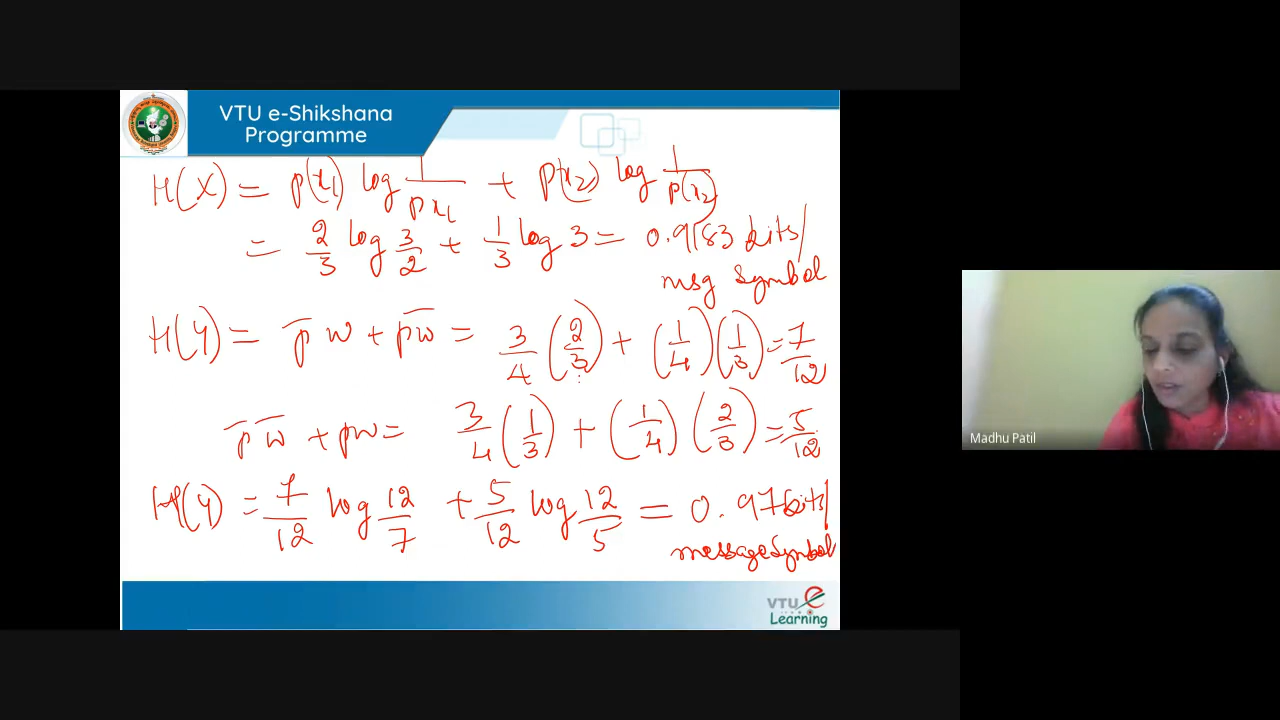 VTU e-Shikshana
Programme
H(X) = p(x1) log 1/px1 + p(x2) log 1/p(x2)
= 2/3 log 3/2 + 1/3 log 3 = 0.9183 bits/
msg symbol
H(Y) = p̅ w + p w̅ = 3/4 (2/3) + (1/4)(1/3) = 7/12
p̅ w̅ + pw = 3/4 (1/3) + (1/4) (2/3) = 5/12
H(Y) = 7/12 log 12/7 + 5/12 log 12/5 = 0.97 bits/
message symbol
VTU e
Learning
Madhu Patil